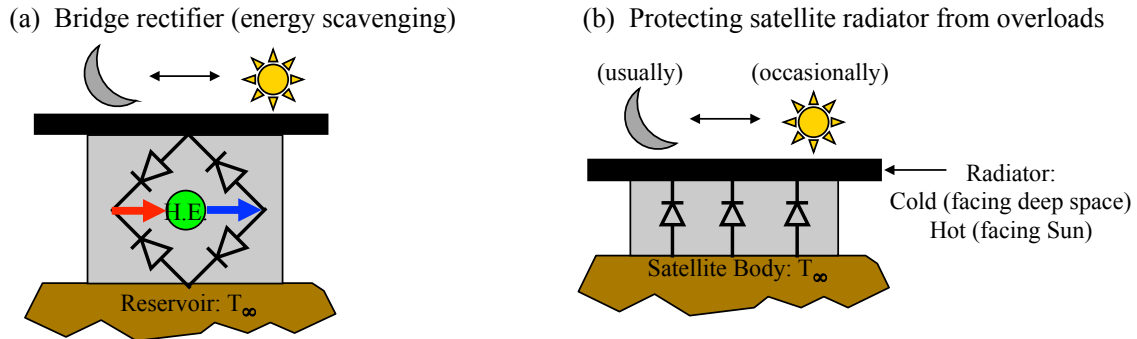 (a) Bridge rectifier (energy scavenging)
H.E.
Reservoir: T∞
(b) Protecting satellite radiator from overloads
(usually)
(occasionally)
Radiator:
Cold (facing deep space)
Hot (facing Sun)
Satellite Body: T∞